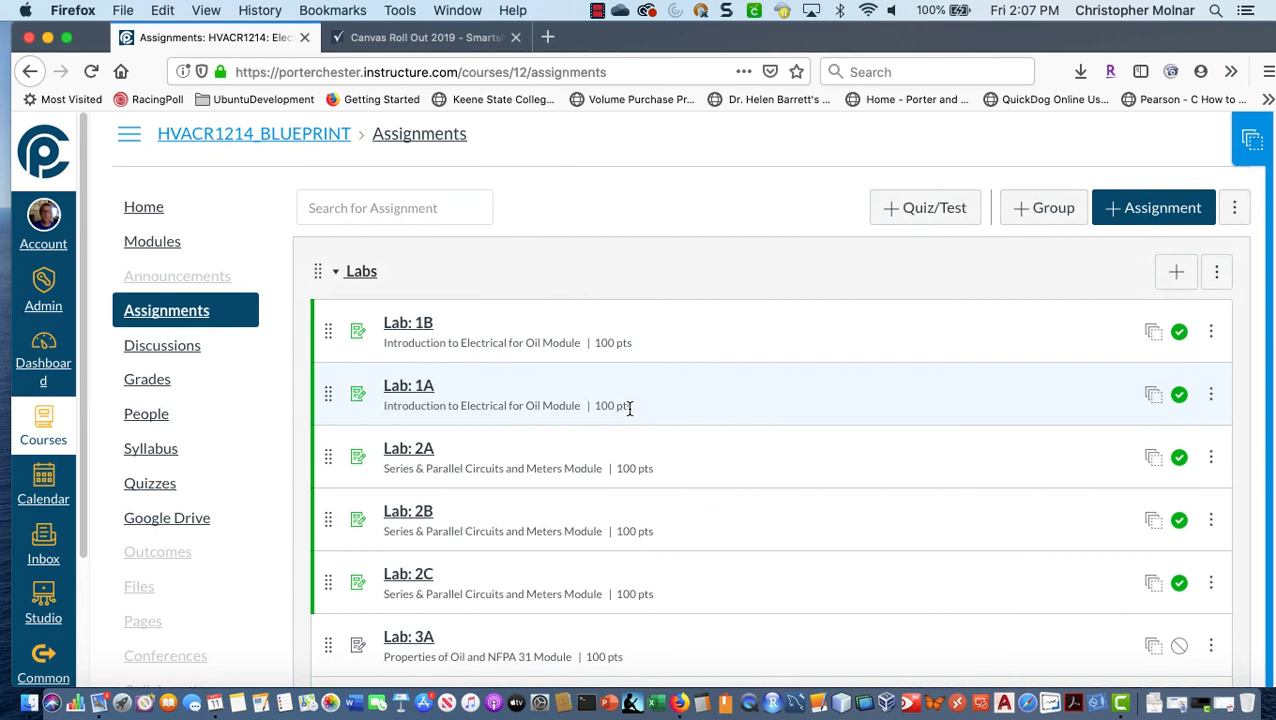 Firefox File Edit View History Bookmarks Tools Window Help 100% Fri 2:07 PM Christopher Molnar
Assignments: HVACR1214: Elec Canvas Roll Out 2019 - Smartsh
https://porterchester.instructure.com/courses/12/assignments Search
Most Visited RacingPoll UbuntuDevelopment Getting Started Keene State Colleg... Volume Purchase Pr... Dr. Helen Barrett's ... Home - Porter and ... QuickDog Online Us... Pearson - C How to ...
HVACR1214_BLUEPRINT › Assignments
Account
Admin
Dashboar
d
Courses
Calendar
Inbox
Studio
Common
Home
Modules
Announcements
Assignments
Discussions
Grades
People
Syllabus
Quizzes
Google Drive
Outcomes
Files
Pages
Conferences
Search for Assignment
+ Quiz/Test + Group + Assignment
Labs
Lab: 1B
Introduction to Electrical for Oil Module | 100 pts
Lab: 1A
Introduction to Electrical for Oil Module | 100 pts
Lab: 2A
Series & Parallel Circuits and Meters Module | 100 pts
Lab: 2B
Series & Parallel Circuits and Meters Module | 100 pts
Lab: 2C
Series & Parallel Circuits and Meters Module | 100 pts
Lab: 3A
Properties of Oil and NFPA 31 Module | 100 pts